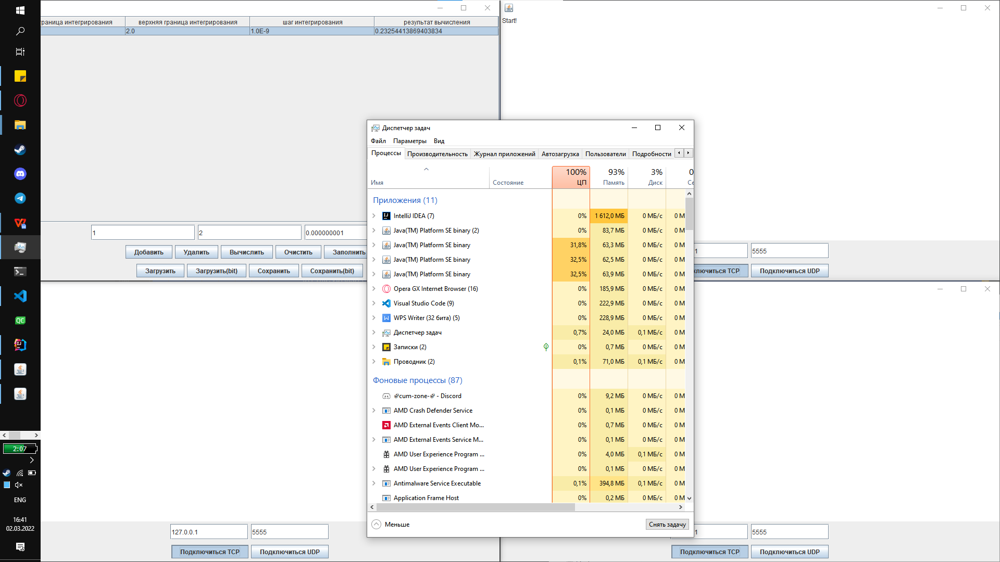 раница интегрирования верхняя граница интегрирования шаг интегрирования результат вычисления
2.0 1.0E-9 0.23254413869403834
Start!
1 2 0.000000001
Добавить Удалить Вычислить Очистить Заполнить
Загрузить Загрузить(bit) Сохранить Сохранить(bit)
1 5555
ключиться TCP Подключиться UDP
Диспетчер задач
Файл Параметры Вид
Процессы Производительность Журнал приложений Автозагрузка Пользователи Подробности
100% 93% 3% 0
Имя Состояние ЦП Память Диск Се
Приложения (11)
IntelliJ IDEA (7) 0% 1 612,0 МБ 0 МБ/с 0 М
Java(TM) Platform SE binary (2) 0% 83,7 МБ 0 МБ/с 0 М
Java(TM) Platform SE binary 31,8% 63,3 МБ 0 МБ/с 0 М
Java(TM) Platform SE binary 32,5% 62,5 МБ 0 МБ/с 0 М
Java(TM) Platform SE binary 32,5% 63,9 МБ 0 МБ/с 0 М
Opera GX Internet Browser (16) 0% 185,9 МБ 0 МБ/с 0 М
Visual Studio Code (9) 0% 222,9 МБ 0 МБ/с 0 М
WPS Writer (32 бита) (5) 0% 228,9 МБ 0 МБ/с 0 М
Диспетчер задач 0,7% 24,0 МБ 0,1 МБ/с 0 М
Записки (2) 0% 0,7 МБ 0 МБ/с 0 М
Проводник (2) 0,1% 71,0 МБ 0,1 МБ/с 0 М
Фоновые процессы (87)
cum-zone- - Discord 0% 9,2 МБ 0 МБ/с 0 М
AMD Crash Defender Service 0% 0,1 МБ 0 МБ/с 0 М
AMD External Events Client Mo... 0% 0,7 МБ 0 МБ/с 0 М
AMD External Events Service M... 0% 0,1 МБ 0 МБ/с 0 М
AMD User Experience Program ... 0% 4,0 МБ 0,1 МБ/с 0 М
AMD User Experience Program ... 0% 0,1 МБ 0 МБ/с 0 М
Antimalware Service Executable 0,1% 394,8 МБ 0,1 МБ/с 0 М
Application Frame Host 0% 0,2 МБ 0 МБ/с 0 М
Меньше Снять задачу
127.0.0.1 5555
Подключиться TCP Подключиться UDP
1 5555
Подключиться TCP Подключиться UDP
QC
IJ
2:07
ENG
16:41
02.03.2022